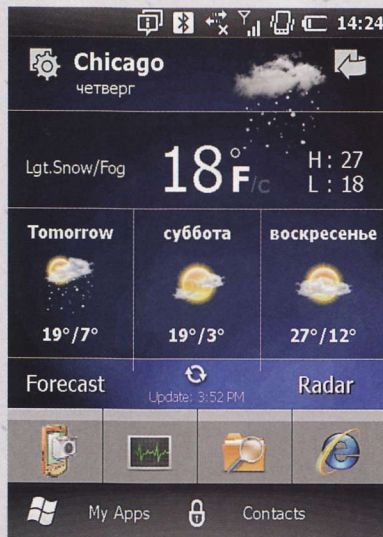 14:24
Chicago
четверг
Lgt.Snow/Fog
18°F/C
H: 27
L: 18
Tomorrow суббота воскресенье
19°/7° 19°/3° 27°/12°
Forecast Update: 3:52 PM Radar
My Apps Contacts